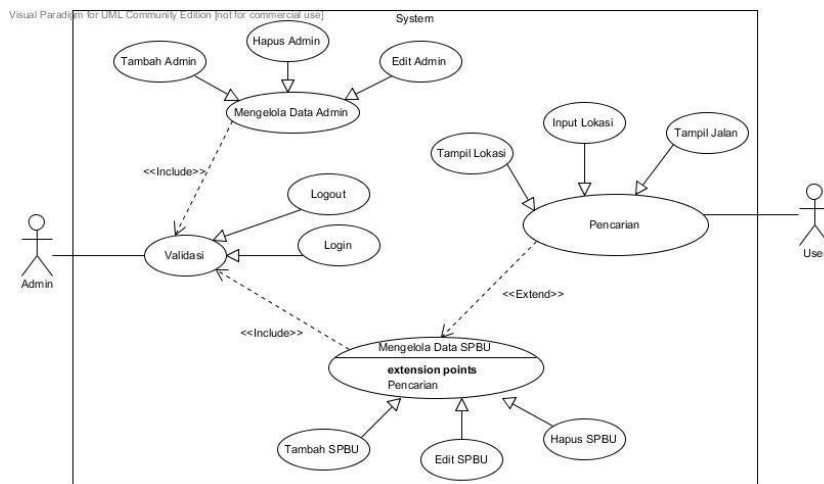 Visual Paradigm for UML Community Edition [not for commercial use]
System
Hapus Admin
Tambah Admin
Edit Admin
Mengelola Data Admin
Input Lokasi
Tampil Lokasi
Tampil Jalan
<<Include>>
Logout
Pencarian
Login
Validasi
Admin
User
<<Extend>>
<<Include>>
Mengelola Data SPBU
extension points
Pencarian
Tambah SPBU
Edit SPBU
Hapus SPBU